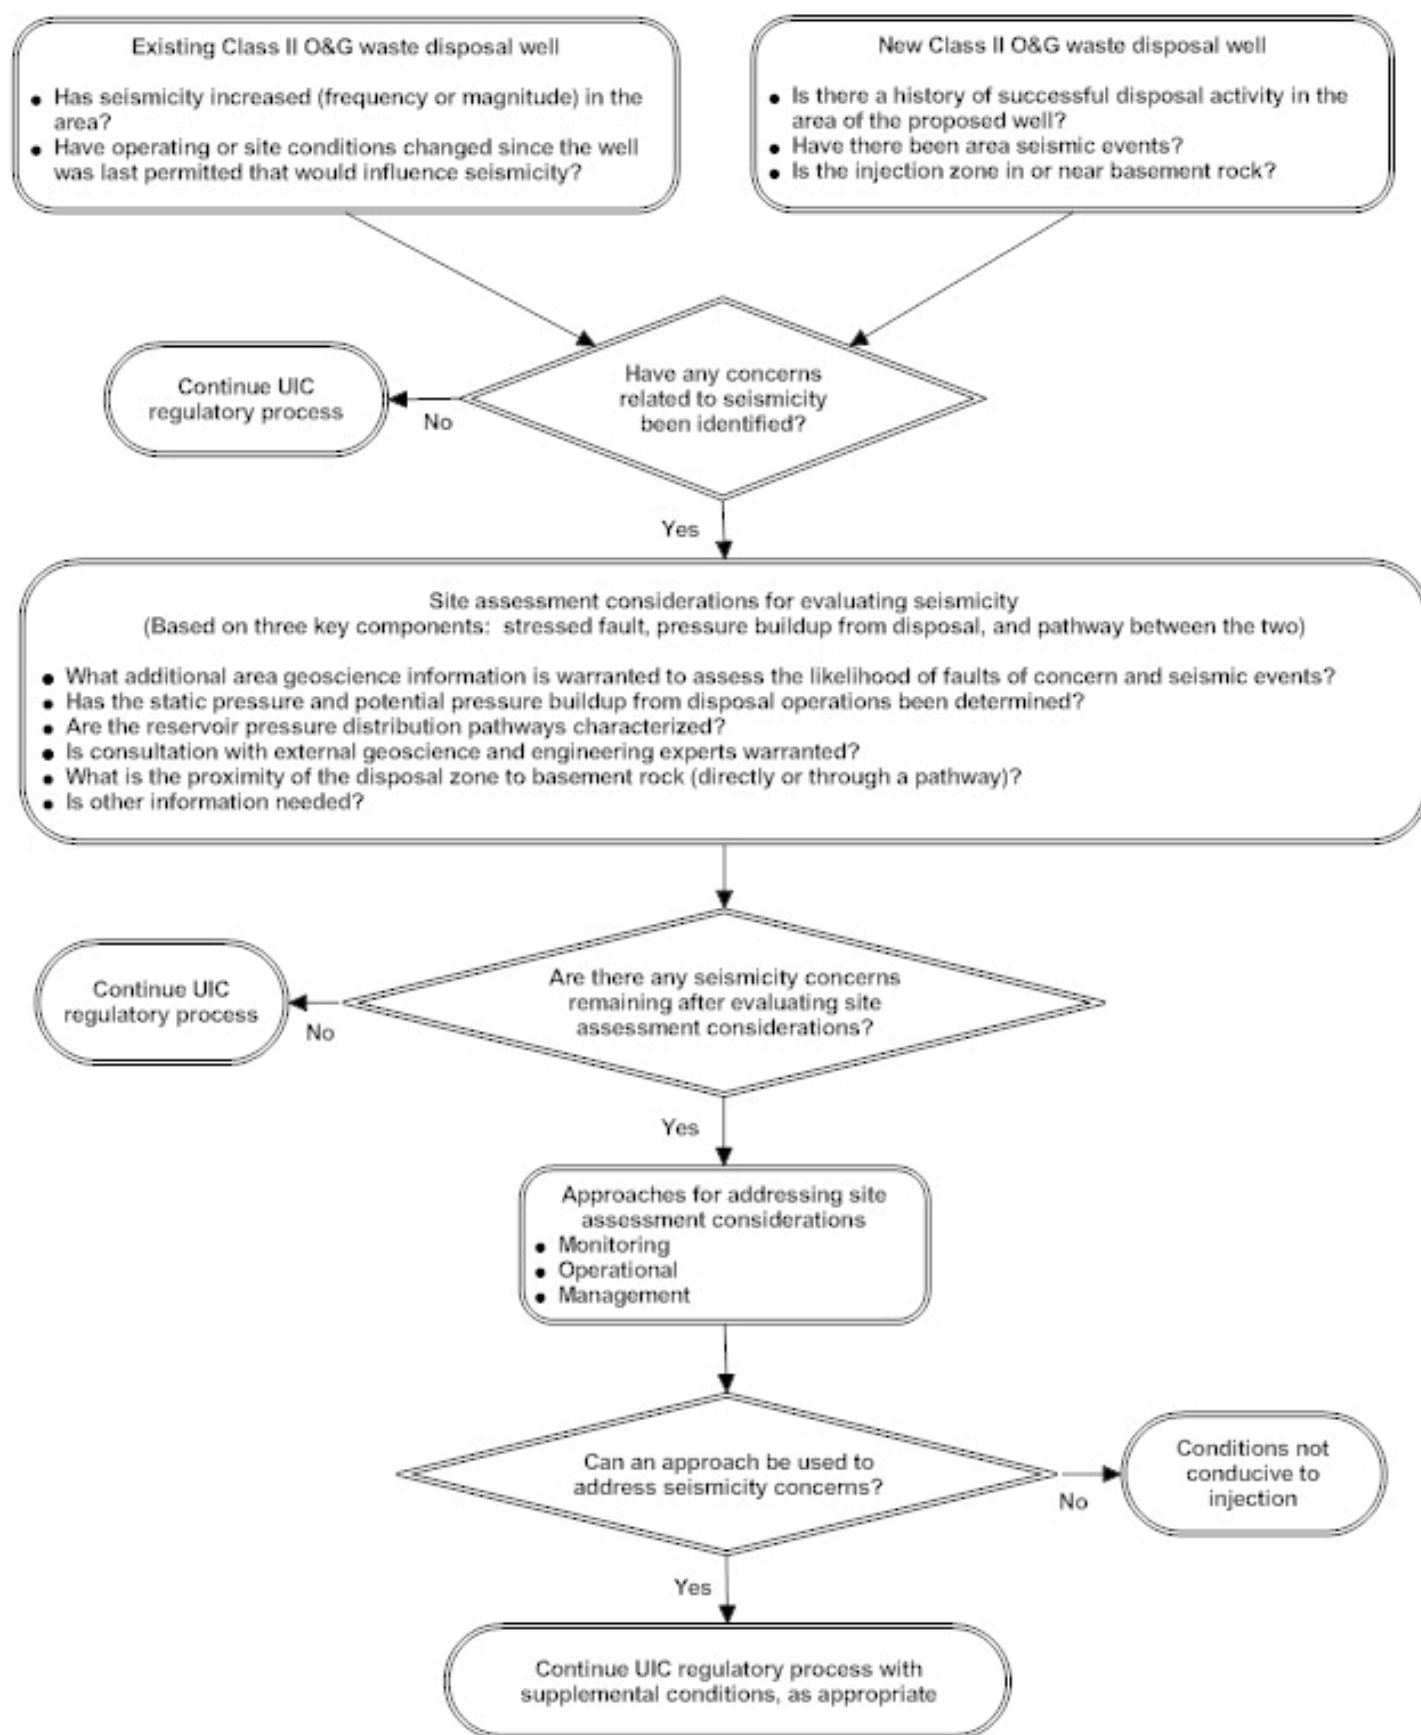 Existing Class II O&G waste disposal well
● Has seismicity increased (frequency or magnitude) in the
area?
● Have operating or site conditions changed since the well
was last permitted that would influence seismicity?
New Class II O&G waste disposal well
● Is there a history of successful disposal activity in the
area of the proposed well?
● Have there been area seismic events?
● Is the injection zone in or near basement rock?
Have any concerns
related to seismicity
been identified?
No
Continue UIC
regulatory process
Yes
Site assessment considerations for evaluating seismicity
(Based on three key components: stressed fault, pressure buildup from disposal, and pathway between the two)
● What additional area geoscience information is warranted to assess the likelihood of faults of concern and seismic events?
● Has the static pressure and potential pressure buildup from disposal operations been determined?
● Are the reservoir pressure distribution pathways characterized?
● Is consultation with external geoscience and engineering experts warranted?
● What is the proximity of the disposal zone to basement rock (directly or through a pathway)?
● Is other information needed?
Are there any seismicity concerns
remaining after evaluating site
assessment considerations?
No
Continue UIC
regulatory process
Yes
Approaches for addressing site
assessment considerations
● Monitoring
● Operational
● Management
Can an approach be used to
address seismicity concerns?
No
Conditions not
conducive to
injection
Yes
Continue UIC regulatory process with
supplemental conditions, as appropriate